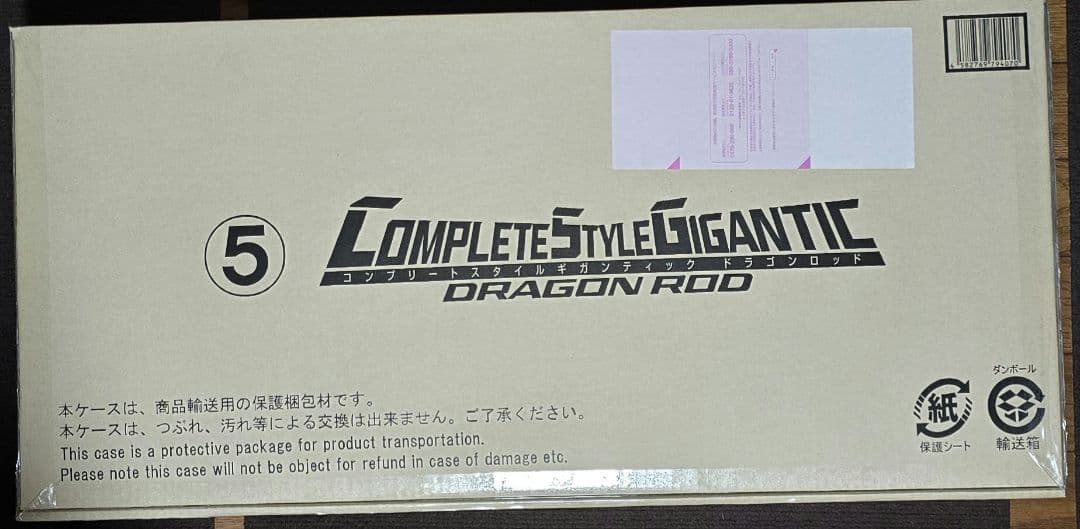 4 582769 794070
⑤
COMPLETESTYLEGIGANTIC
コンプリートスタイルギガンティック ドラゴンロッド
DRAGON ROD
本ケースは、商品輸送用の保護梱包材です。
本ケースは、つぶれ、汚れ等による交換は出来ません。ご了承ください。
This case is a protective package for product transportation.
Please note this case will not be object for refund in case of damage etc.
紙
保護シート
ダンボール
輸送箱